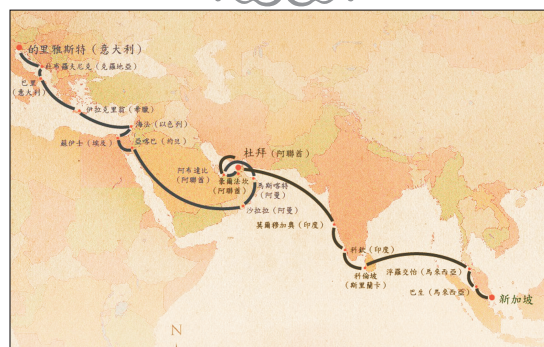 的里雅斯特（意大利）
杜布羅夫尼克（克羅地亞）
巴里
（意大利）
伊拉克里翁（希臘）
海法（以色列）
蘇伊士（埃及）
亞喀巴（約旦）
杜拜（阿聯酋）
阿布達比
（阿聯酋）
豪爾法坎
（阿聯酋）
馬斯喀特
（阿曼）
沙拉拉（阿曼）
莫爾穆加奧（印度）
科欽（印度）
科倫坡
（斯里蘭卡）
浮羅交怡（馬來西亞）
巴生（馬來西亞）
新加坡
N